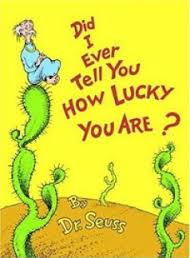 Did
I
Ever
Tell You
How Lucky
You Are?
By
Dr. Seuss